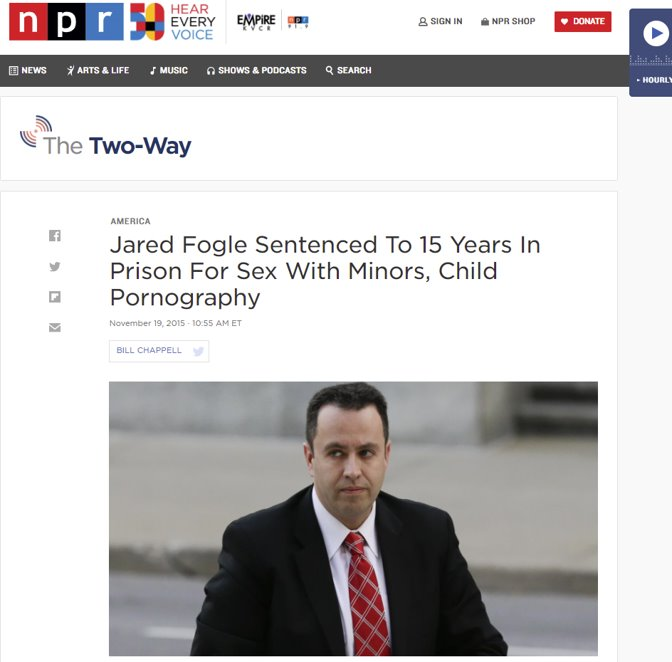 npr 50 HEAR EVERY VOICE
EMPIRE KVCR
npr
SIGN IN
NPR SHOP
DONATE
NEWS
ARTS & LIFE
MUSIC
SHOWS & PODCASTS
SEARCH
HOURLY
The Two-Way
AMERICA
Jared Fogle Sentenced To 15 Years In
Prison For Sex With Minors, Child
Pornography
November 19, 2015 · 10:55 AM ET
BILL CHAPPELL